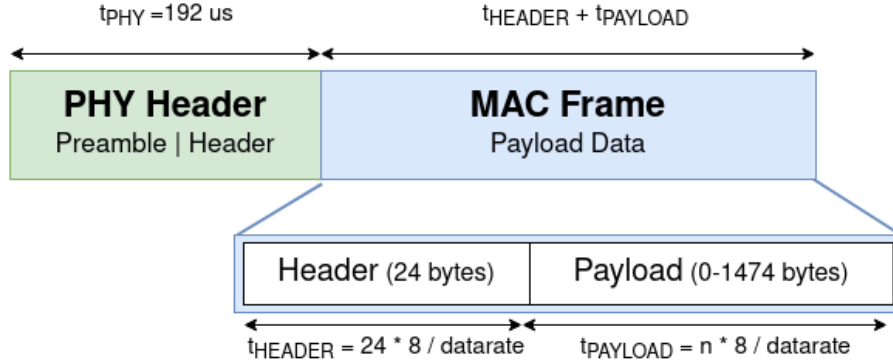 tPHY =192 us
tHEADER + tPAYLOAD
PHY Header
Preamble | Header
MAC Frame
Payload Data
Header (24 bytes)
Payload (0-1474 bytes)
tHEADER = 24 * 8 / datarate
tPAYLOAD = n * 8 / datarate